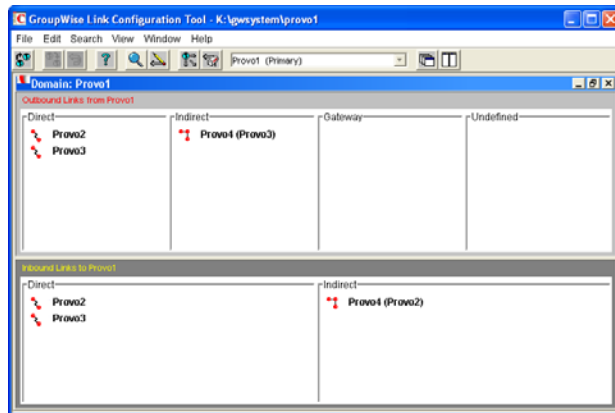 GroupWise Link Configuration Tool - K:\gwsystem\provo1
File Edit Search View Window Help
Provo1 (Primary)
Domain: Provo1
Outbound Links from Provo1
Direct Indirect Gateway Undefined
Provo2 Provo4 (Provo3)
Provo3
Inbound Links to Provo1
Direct Indirect
Provo2 Provo4 (Provo2)
Provo3